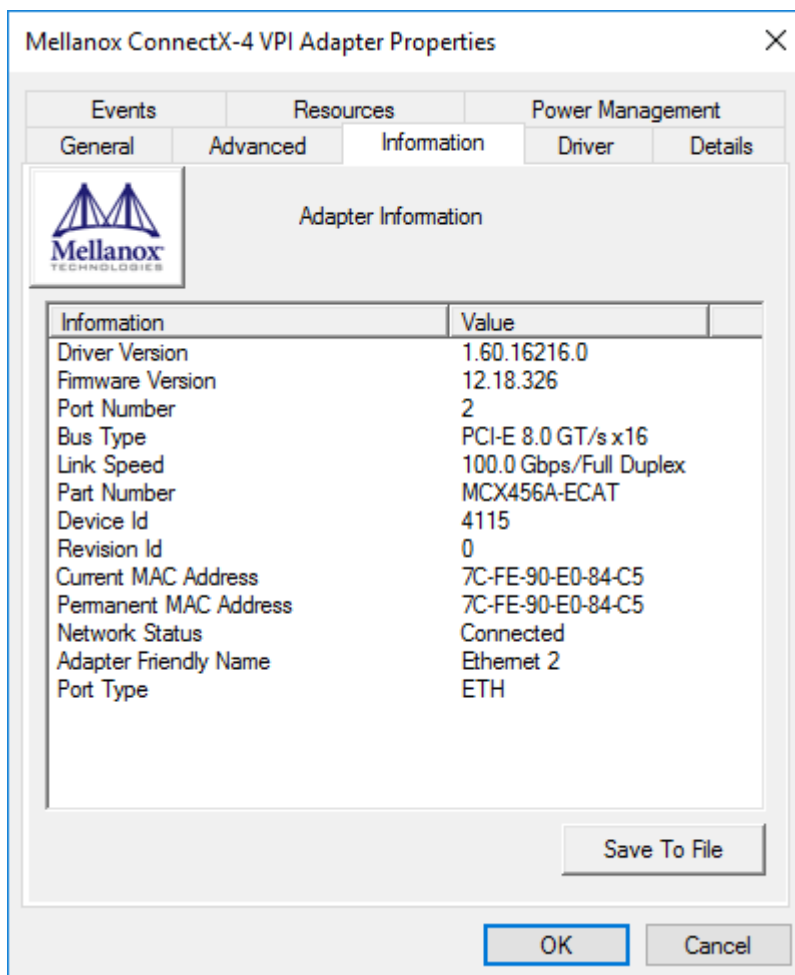 Mellanox ConnectX-4 VPI Adapter Properties
Events Resources Power Management
General Advanced Information Driver Details
Mellanox
TECHNOLOGIES
Adapter Information
Information Value
Driver Version 1.60.16216.0
Firmware Version 12.18.326
Port Number 2
Bus Type PCI-E 8.0 GT/s x16
Link Speed 100.0 Gbps/Full Duplex
Part Number MCX456A-ECAT
Device Id 4115
Revision Id 0
Current MAC Address 7C-FE-90-E0-84-C5
Permanent MAC Address 7C-FE-90-E0-84-C5
Network Status Connected
Adapter Friendly Name Ethernet 2
Port Type ETH
Save To File
OK Cancel